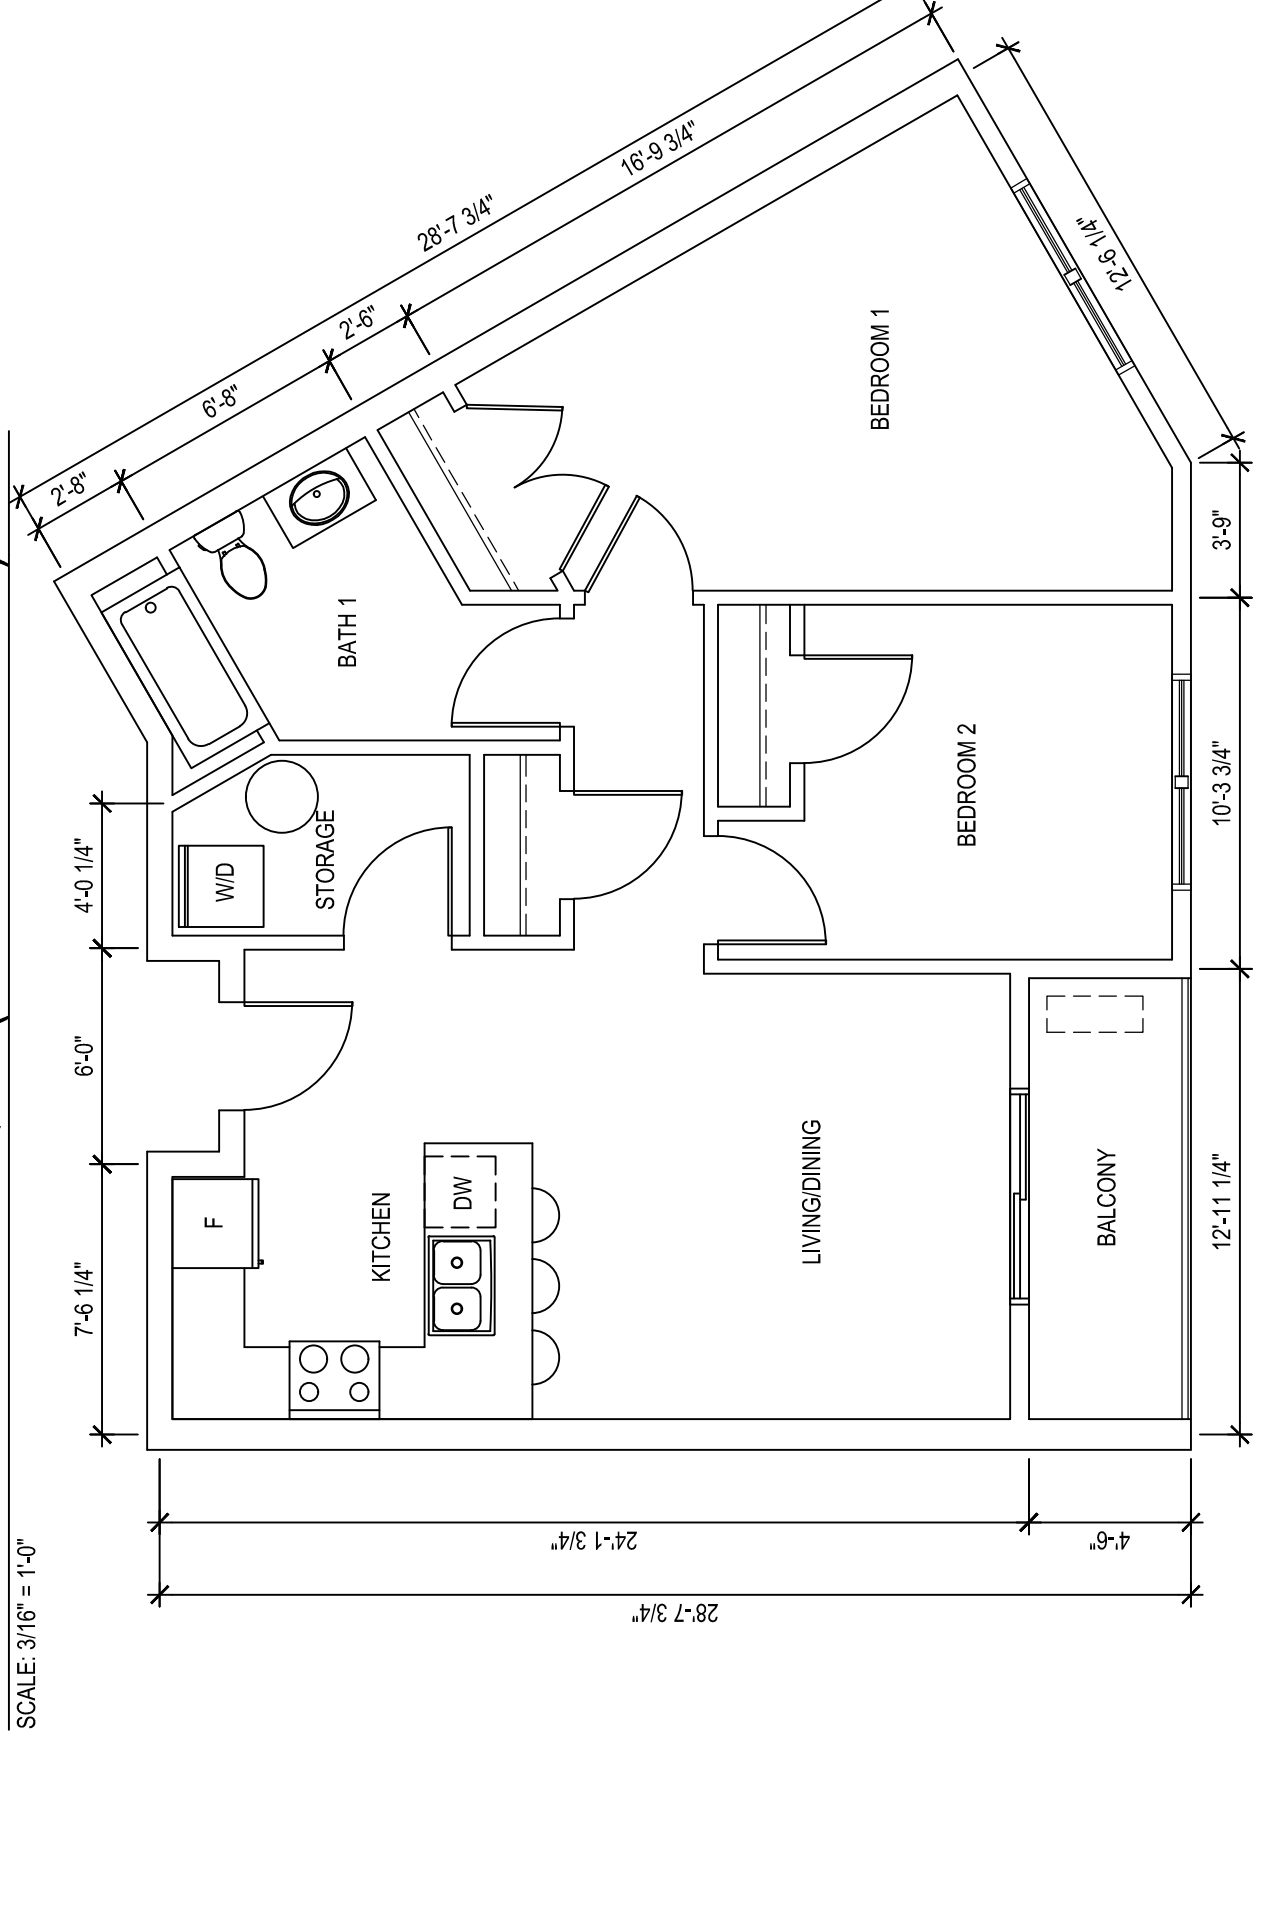 SCALE: 3/16" = 1'-0"
2'-8"
6'-8"
2'-6"
16'-9 3/4"
28'-7 3/4"
12'-6 1/4"
3'-9"
10'-3 3/4"
12'-11 1/4"
4'-0 1/4"
6'-0"
7'-6 1/4"
24'-1 3/4"
4'-6"
28'-7 3/4"
BATH 1
BEDROOM 1
BEDROOM 2
STORAGE
W/D
F
KITCHEN
DW
LIVING/DINING
BALCONY